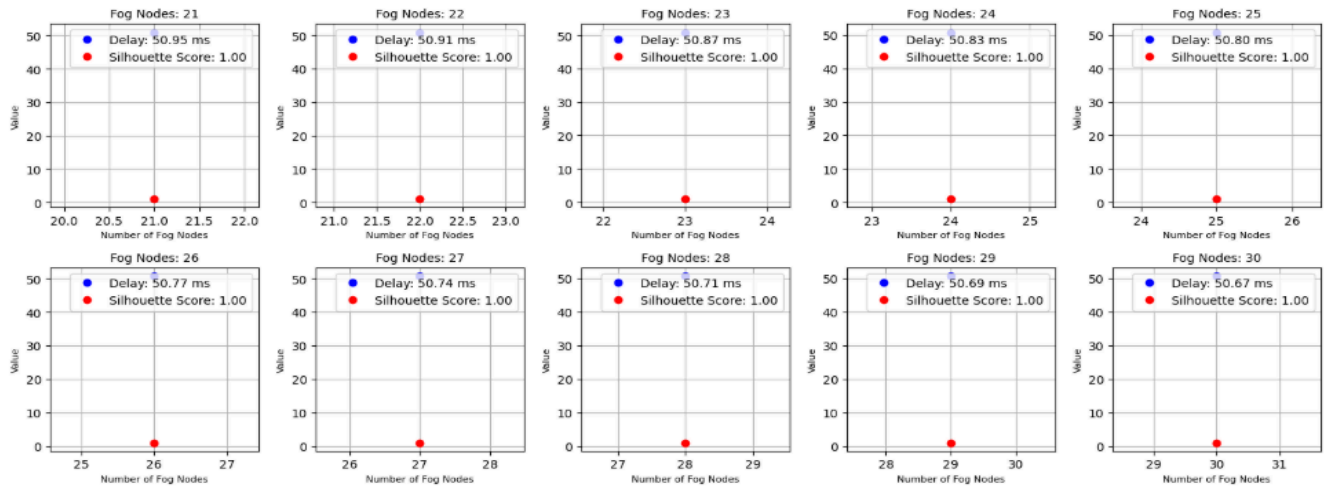 Fog Nodes: 21
Delay: 50.95 ms
Silhouette Score: 1.00
Value
50
40
30
20
10
0
20.0 20.5 21.0 21.5 22.0
Number of Fog Nodes
Fog Nodes: 22
Delay: 50.91 ms
Silhouette Score: 1.00
Value
50
40
30
20
10
0
21.0 21.5 22.0 22.5 23.0
Number of Fog Nodes
Fog Nodes: 23
Delay: 50.87 ms
Silhouette Score: 1.00
Value
50
40
30
20
10
0
22 23 24
Number of Fog Nodes
Fog Nodes: 24
Delay: 50.83 ms
Silhouette Score: 1.00
Value
50
40
30
20
10
0
23 24 25
Number of Fog Nodes
Fog Nodes: 25
Delay: 50.80 ms
Silhouette Score: 1.00
Value
50
40
30
20
10
0
24 25 26
Number of Fog Nodes
Fog Nodes: 26
Delay: 50.77 ms
Silhouette Score: 1.00
Value
50
40
30
20
10
0
25 26 27
Number of Fog Nodes
Fog Nodes: 27
Delay: 50.74 ms
Silhouette Score: 1.00
Value
50
40
30
20
10
0
26 27 28
Number of Fog Nodes
Fog Nodes: 28
Delay: 50.71 ms
Silhouette Score: 1.00
Value
50
40
30
20
10
0
27 28 29
Number of Fog Nodes
Fog Nodes: 29
Delay: 50.69 ms
Silhouette Score: 1.00
Value
50
40
30
20
10
0
28 29 30
Number of Fog Nodes
Fog Nodes: 30
Delay: 50.67 ms
Silhouette Score: 1.00
Value
50
40
30
20
10
0
29 30 31
Number of Fog Nodes